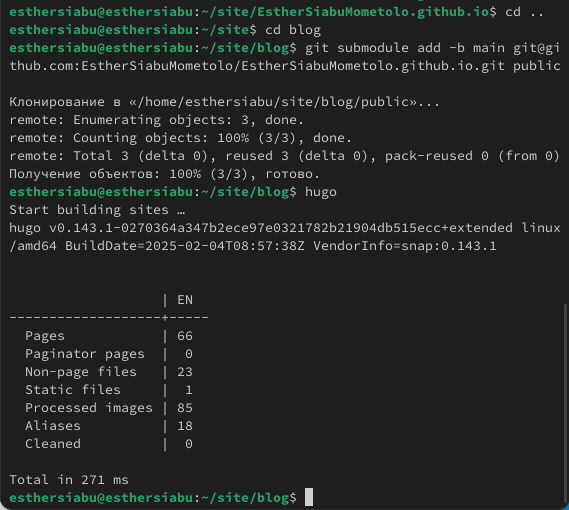 esthersiabu@esthersiabu:~/site/EstherSiabuMometolo.github.io$ cd ..
esthersiabu@esthersiabu:~/site$ cd blog
esthersiabu@esthersiabu:~/site/blog$ git submodule add -b main git@gi
thub.com:EstherSiabuMometolo/EstherSiabuMometolo.github.io.git public
Клонирование в «/home/esthersiabu/site/blog/public»...
remote: Enumerating objects: 3, done.
remote: Counting objects: 100% (3/3), done.
remote: Total 3 (delta 0), reused 3 (delta 0), pack-reused 0 (from 0)
Получение объектов: 100% (3/3), готово.
esthersiabu@esthersiabu:~/site/blog$ hugo
Start building sites …
hugo v0.143.1-0270364a347b2ece97e0321782b21904db515ecc+extended linux
/amd64 BuildDate=2025-02-04T08:57:38Z VendorInfo=snap:0.143.1
                   | EN
-------------------+-----
  Pages            | 66
  Paginator pages  |  0
  Non-page files   | 23
  Static files     |  1
  Processed images | 85
  Aliases          | 18
  Cleaned          |  0
Total in 271 ms
esthersiabu@esthersiabu:~/site/blog$